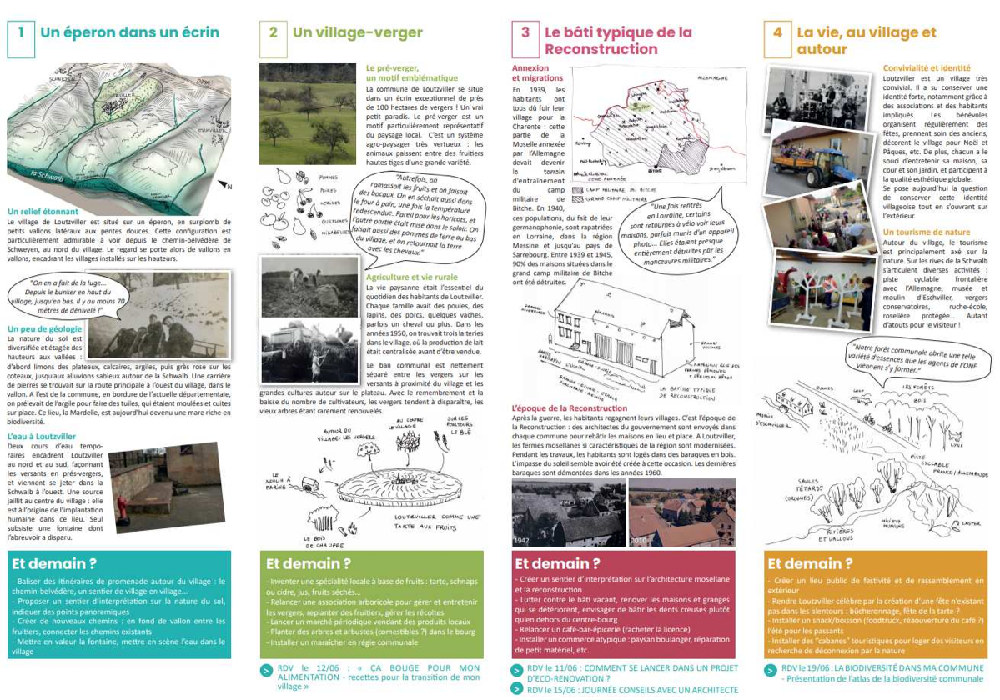 1 Un éperon dans un écrin
SCHWEYEN
OISA
LOUTZVILLER
ESCHVILLER
la Schwalb
N
Un relief étonnant
Le village de Loutzviller est situé sur un éperon, en surplomb de
petits vallons latéraux aux pentes douces. Cette configuration est
particulièrement admirable à voir depuis le chemin-belvédère de
Schweyen, au nord du village. Le regard se porte alors de vallons en
vallons, encadrant les villages installés sur les hauteurs.
"On en a fait de la luge...
Depuis le bunker en haut du
village, jusqu'en bas. Il y au moins 70
mètres de dénivelé !"
Un peu de géologie
La nature du sol est
diversifiée et étagée des
hauteurs aux vallées :
d'abord limons des plateaux, calcaires, argiles, puis grès rose sur les
coteaux, jusqu'aux alluvions sableux autour de la Schwalb. Une carrière
de pierres se trouvait sur la route principale à l'ouest du village, dans le
vallon. A l'est de la commune, en bordure de l'actuelle départementale,
on prélevait de l'argile pour faire des tuiles, qui étaient moulées et cuites
sur place. Ce lieu, la Mardelle, est aujourd'hui devenu une mare riche en
biodiversité.
L'eau à Loutzviller
Deux cours d'eau tempo-
raires encadrent Loutzviller
au nord et au sud, façonnant
les versants en prés-vergers,
et viennent se jeter dans la
Schwalb à l'ouest. Une source
jaillit au centre du village : elle
est à l'origine de l'implantation
humaine dans ce lieu. Seul
subsiste une fontaine dont
l'abreuvoir a disparu.
Et demain ?
- Baliser des itinéraires de promenade autour du village : le
chemin-belvédère, un sentier de village en village...
- Proposer un sentier d'interprétation sur la nature du sol,
indiquer des points panoramiques
- Créer de nouveaux chemins : en fond de vallon entre les
fruitiers, connecter les chemins existants
- Mettre en valeur la fontaine, mettre en scène l'eau dans le
village
2 Un village-verger
Le pré-verger,
un motif emblématique
La commune de Loutzviller se situe
dans un écrin exceptionnel de près
de 100 hectares de vergers ! Un vrai
petit paradis. Le pré-verger est un
motif particulièrement représentatif
du paysage local. C'est un système
agro-paysager très vertueux : les
animaux paissent entre des fruitiers
hautes tiges d'une grande variété.
POMMES
POIRES
CERISES
QUETSCHES
MIRABELLES
"Autrefois, on
ramassait les fruits et on faisait
des bocaux. On en séchait aussi dans
le four à pain, une fois la température
redescendue. Pareil pour les haricots, et
l'autre partie était mise dans le saloir. On
faisait aussi des pommes de terre au bas
du village, et on retournait la terre
avec les chevaux."
Agriculture et vie rurale
La vie paysanne était l'essentiel du
quotidien des habitants de Loutzviller.
Chaque famille avait des poules, des
lapins, des porcs, quelques vaches,
parfois un cheval ou plus. Dans les
années 1950, on trouvait trois laiteries
dans le village, où la production de lait
était centralisée avant d'être vendue.
Le ban communal est nettement
séparé entre les vergers sur les
versants à proximité du village et les
grandes cultures autour sur le plateau. Avec le remembrement et la
baisse du nombre de cultivateurs, les vergers tendent à disparaître, les
vieux arbres étant rarement renouvelés.
AUTOUR DU
VILLAGE : LES VERGERS
AU CENTRE
LE VILLAGE
SUR LES
POURTOURS :
LE BLÉ
LE
MOULIN À
FARINE
LE BOIS
DE CHAUFFE
LOUTZVILLER COMME UNE
TARTE AUX FRUITS
Et demain ?
- Inventer une spécialité locale à base de fruits : tarte, schnaps
ou cidre, jus, fruits séchés...
- Relancer une association arboricole pour gérer et entretenir
les vergers, replanter des fruitiers, gérer les récoltes
- Lancer un marché périodique vendant des produits locaux
- Planter des arbres et arbustes (comestibles ?) dans le bourg
- Installer un maraîcher en régie communale
> RDV le 12/06 : « ÇA BOUGE POUR MON
ALIMENTATION - recettes pour la transition de mon
village »
3 Le bâti typique de la
Reconstruction
Annexion
et migrations
En 1939, les
habitants ont
tous dû fuir leur
village pour la
Charente : cette
partie de la
Moselle annexée
par l'Allemagne
devait devenir
le terrain
d'entraînement
du camp
militaire de
Bitche. En 1940,
ces populations, du fait de leur
germanophonie, sont rapatriées
en Lorraine, dans la région
Messine et jusqu'au pays de
Sarrebourg. Entre 1939 et 1945,
90% des maisons situées dans le
grand camp militaire de Bitche
ont été détruites.
ALLEMAGNE
BITCHE
ZONE ANNEXÉE
CAMP MILITAIRE DE BITCHE
GRAND CAMP MILITAIRE
"Une fois rentrés
en Lorraine, certains
sont retournés à vélo voir leurs
maisons, parfois munis d'un appareil
photo... Elles étaient presque
entièrement détruites par les
manœuvres militaires."
GRANDES
OUVERTURES
GRANDS
VOLUMES
LA BATISSE TYPIQUE
DE RECONSTRUCTION
L'époque de la Reconstruction
Après la guerre, les habitants regagnent leurs villages. C'est l'époque de
la Reconstruction : des architectes du gouvernement sont envoyés dans
chaque commune pour rebâtir les maisons en lieu et place. A Loutzviller,
les fermes mosellanes si caractéristiques de la région sont modernisées.
Pendant les travaux, les habitants sont logés dans des baraques en bois.
L'impasse du soleil semble avoir été créée à cette occasion. Les dernières
baraques sont démontées dans les années 1960.
1942
2010
Et demain ?
- Créer un sentier d'interprétation sur l'architecture mosellane
et la reconstruction
- Lutter contre le bâti vacant, rénover les maisons et granges
qui se détériorent, envisager de bâtir les dents creuses plutôt
qu'en dehors du centre-bourg
- Relancer un café-bar-épicerie (racheter la licence)
- Installer un commerce atypique : paysan boulanger, réparation
de petit matériel, etc.
> RDV le 11/06 : COMMENT SE LANCER DANS UN PROJET
D'ECO-RENOVATION ?
> RDV le 15/06 : JOURNÉE CONSEILS AVEC UN ARCHITECTE
4 La vie, au village et
autour
Convivialité et identité
Loutzviller est un village très
convivial. Il a su conserver une
identité forte, notamment grâce à
des associations et des habitants
impliqués. Les bénévoles
organisent régulièrement des
fêtes, prennent soin des anciens,
décorent le village pour Noël et
Pâques, etc. De plus, chacun a le
souci d'entretenir sa maison, sa
cour et son jardin, et participent à
la qualité esthétique globale.
Se pose aujourd'hui la question
de conserver cette identité
villageoise tout en s'ouvrant sur
l'extérieur.
Un tourisme de nature
Autour du village, le tourisme
est principalement axé sur la
nature. Sur les rives de la Schwalb
s'articulent diverses activités :
piste cyclable frontalière
avec l'Allemagne, musée et
moulin d'Eschviller, vergers
conservatoires, ruche-école,
roselière protégée... Autant
d'atouts pour le visiteur !
"Notre forêt communale abrite une telle
variété d'essences que les agents de l'ONF
viennent s'y former."
RUCHES
LOUP
LES FORÊTS
BOIS
LYNX
MOULIN
D'ESCHVILLER
PISTE
CYCLABLE
FRANCO/ALLEMANDE
SAULES
TÉTARDS
MILIEUX
HUMIDES
CASTOR
RIVIÈRES
ET VALLONS
Et demain ?
- Créer un lieu public de festivité et de rassemblement en
extérieur
- Rendre Loutzviller célèbre par la création d'une fête n'existant
pas dans les alentours : bûcheronnage, fête de la tarte ?
- Installer un snack/boisson (foodtruck, réaouverture du café ?)
l'été pour les passants
- Installer des "cabanes" touristiques pour loger des visiteurs en
recherche de déconnexion par la nature
> RDV le 19/06 : LA BIODIVERSITÉ DANS MA COMMUNE
- Présentation de l'atlas de la biodiversité communale